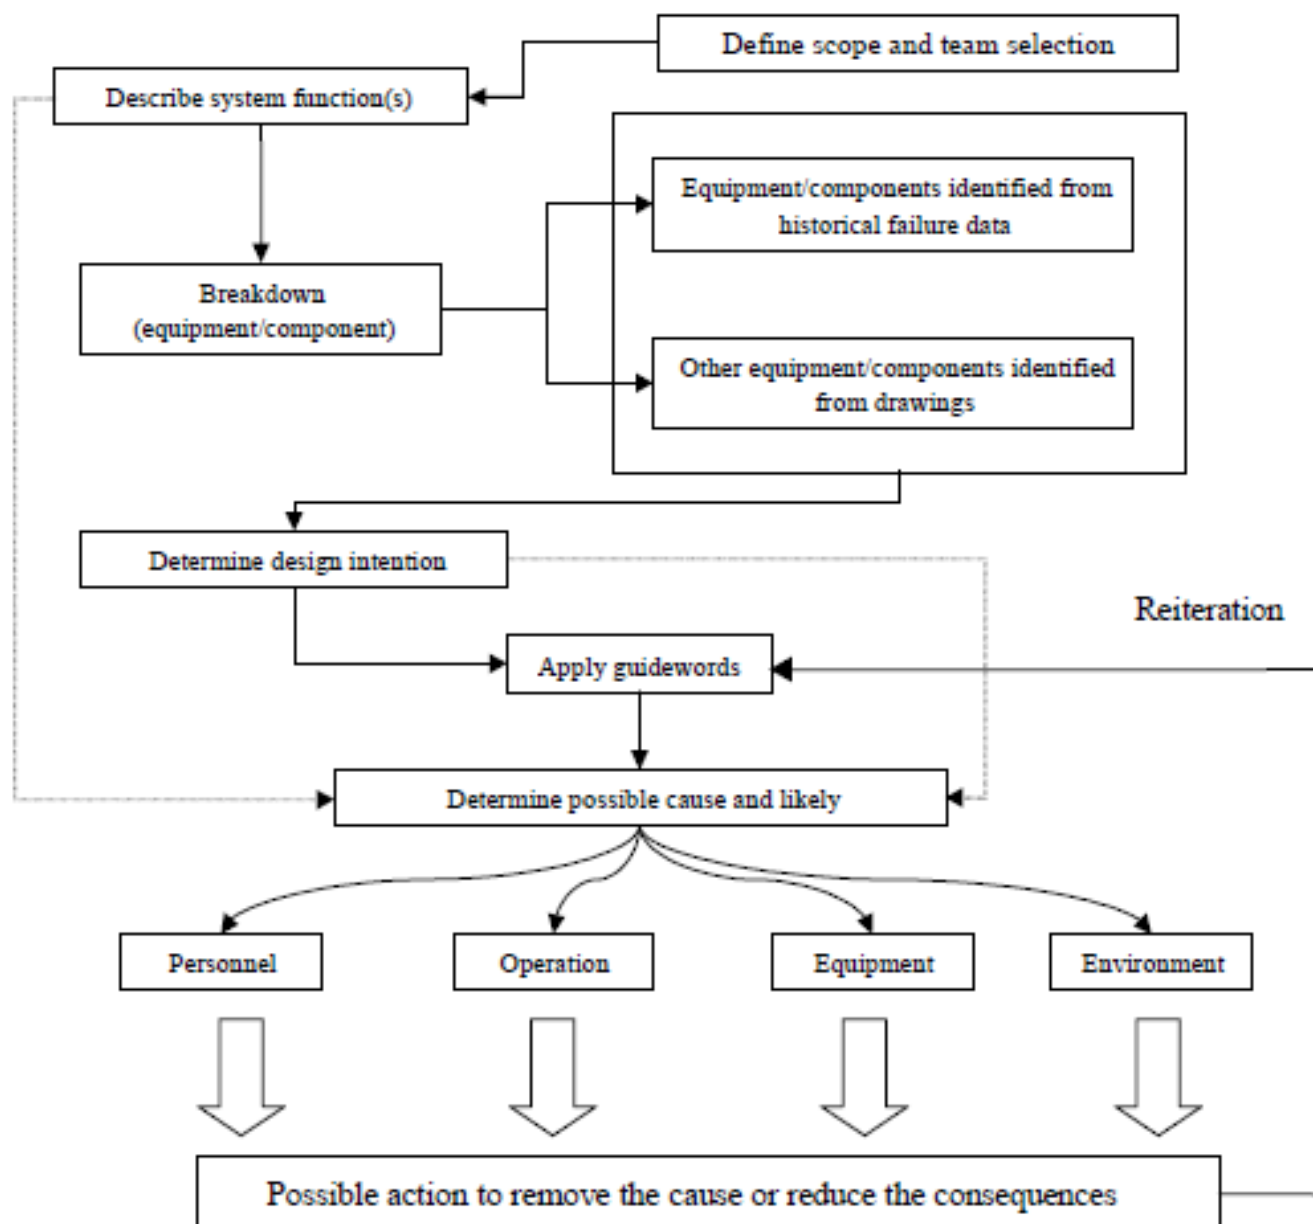 Define scope and team selection
Describe system function(s)
Equipment/components identified from
historical failure data
Breakdown
(equipment/component)
Other equipment/components identified
from drawings
Determine design intention
Reiteration
Apply guidewords
Determine possible cause and likely
Personnel
Operation
Equipment
Environment
Possible action to remove the cause or reduce the consequences